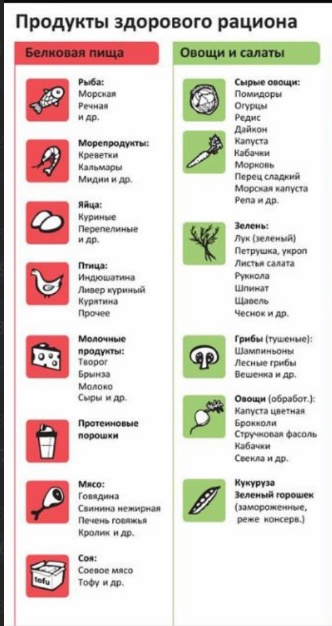 Продукты здорового рациона
Белковая пища
Рыба:
Морская
Речная
и др.
Морепродукты:
Креветки
Кальмары
Мидии и др.
Яйца:
Куриные
Перепелиные
и др.
Птица:
Индюшатина
Ливер куриный
Курятина
Прочее
Молочные
продукты:
Творог
Брынза
Молоко
Сыры и др.
Протеиновые
порошки
Мясо:
Говядина
Свинина нежирная
Печень говяжья
Кролик и др.
tofu
Соя:
Соевое мясо
Тофу и др.
Овощи и салаты
Сырые овощи:
Помидоры
Огурцы
Редис
Дайкон
Капуста
Кабачки
Морковь
Перец сладкий
Морская капуста
Репа и др.
Зелень:
Лук (зеленый)
Петрушка, укроп
Листья салата
Руккола
Шпинат
Щавель
Чеснок и др.
Грибы (тушеные):
Шампиньоны
Лесные грибы
Вешенка и др.
Овощи (обработ.):
Капуста цветная
Брокколи
Стручковая фасоль
Кабачки
Свекла и др.
Кукуруза
Зеленый горошек
(замороженные,
реже консерв.)